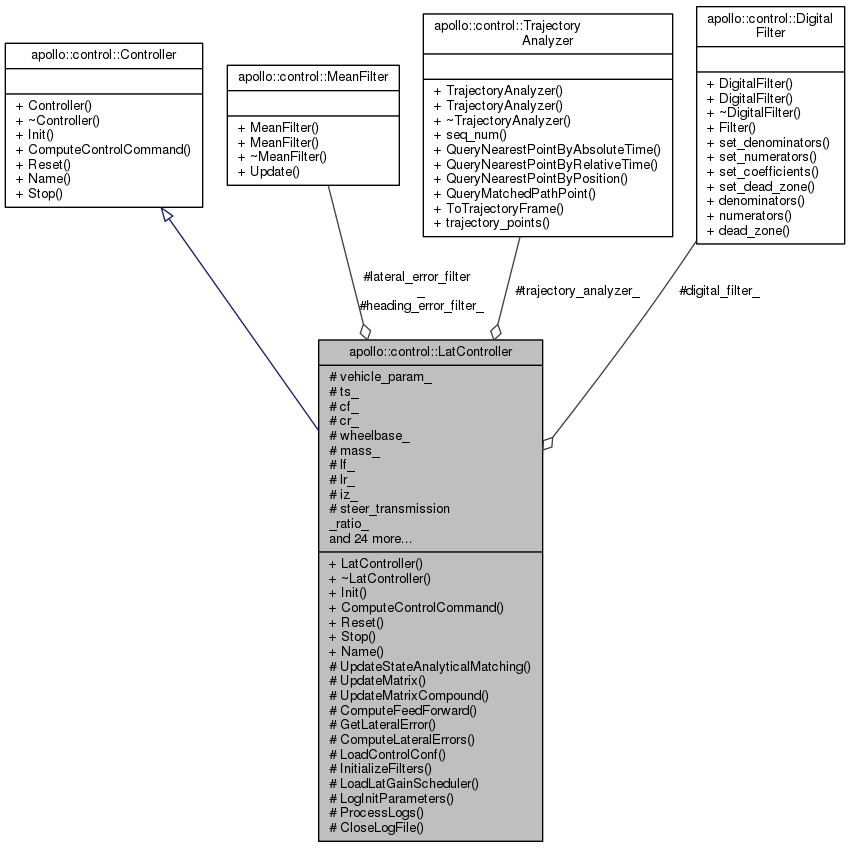 apollo::control::Controller
+ Controller()
+ ~Controller()
+ Init()
+ ComputeControlCommand()
+ Reset()
+ Name()
+ Stop()
apollo::control::MeanFilter
+ MeanFilter()
+ MeanFilter()
+ ~MeanFilter()
+ Update()
apollo::control::Trajectory
Analyzer
+ TrajectoryAnalyzer()
+ TrajectoryAnalyzer()
+ ~TrajectoryAnalyzer()
+ seq_num()
+ QueryNearestPointByAbsoluteTime()
+ QueryNearestPointByRelativeTime()
+ QueryNearestPointByPosition()
+ QueryMatchedPathPoint()
+ ToTrajectoryFrame()
+ trajectory_points()
apollo::control::Digital
Filter
+ DigitalFilter()
+ DigitalFilter()
+ ~DigitalFilter()
+ Filter()
+ set_denominators()
+ set_numerators()
+ set_coefficients()
+ set_dead_zone()
+ denominators()
+ numerators()
+ dead_zone()
#lateral_error_filter
_
#heading_error_filter_
#trajectory_analyzer_
#digital_filter_
apollo::control::LatController
# vehicle_param_
# ts_
# cf_
# cr_
# wheelbase_
# mass_
# lf_
# lr_
# iz_
# steer_transmission
_ratio_
and 24 more...
+ LatController()
+ ~LatController()
+ Init()
+ ComputeControlCommand()
+ Reset()
+ Stop()
+ Name()
# UpdateStateAnalyticalMatching()
# UpdateMatrix()
# UpdateMatrixCompound()
# ComputeFeedForward()
# GetLateralError()
# ComputeLateralErrors()
# LoadControlConf()
# InitializeFilters()
# LoadLatGainScheduler()
# LogInitParameters()
# ProcessLogs()
# CloseLogFile()